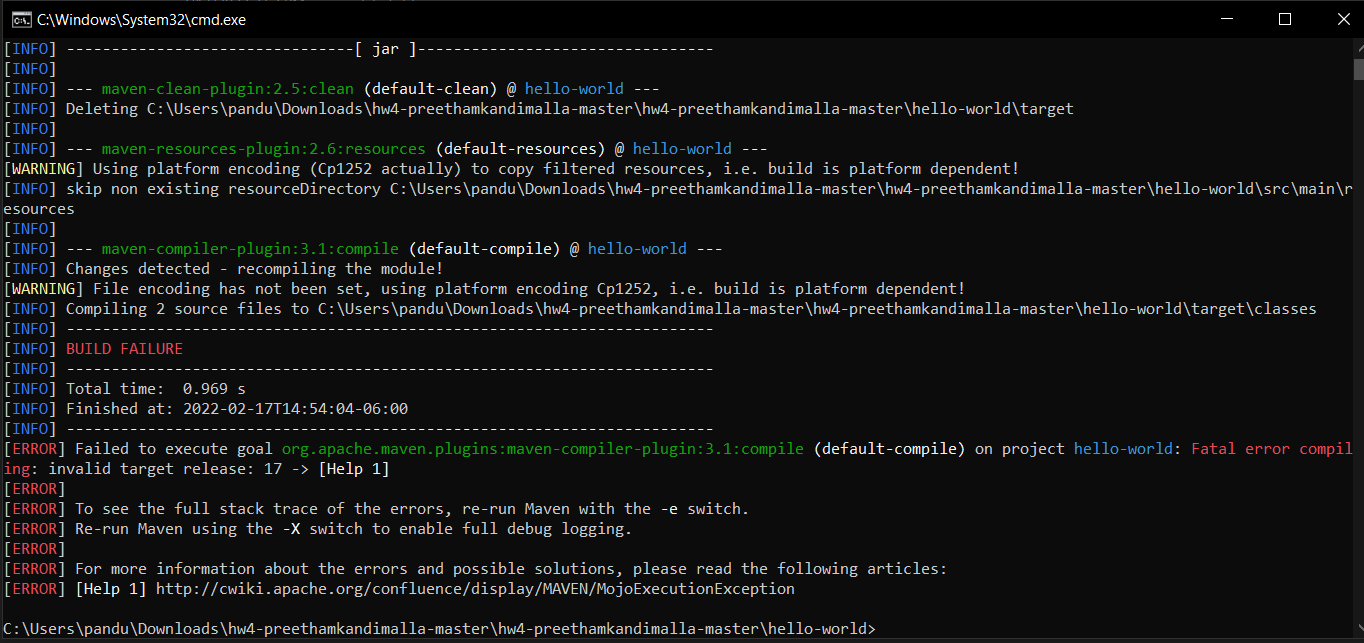 C:\Windows\System32\cmd.exe
[INFO] --------------------------------[ jar ]---------------------------------
[INFO]
[INFO] --- maven-clean-plugin:2.5:clean (default-clean) @ hello-world ---
[INFO] Deleting C:\Users\pandu\Downloads\hw4-preethamkandimalla-master\hw4-preethamkandimalla-master\hello-world\target
[INFO]
[INFO] --- maven-resources-plugin:2.6:resources (default-resources) @ hello-world ---
[WARNING] Using platform encoding (Cp1252 actually) to copy filtered resources, i.e. build is platform dependent!
[INFO] skip non existing resourceDirectory C:\Users\pandu\Downloads\hw4-preethamkandimalla-master\hw4-preethamkandimalla-master\hello-world\src\main\r
esources
[INFO]
[INFO] --- maven-compiler-plugin:3.1:compile (default-compile) @ hello-world ---
[INFO] Changes detected - recompiling the module!
[WARNING] File encoding has not been set, using platform encoding Cp1252, i.e. build is platform dependent!
[INFO] Compiling 2 source files to C:\Users\pandu\Downloads\hw4-preethamkandimalla-master\hw4-preethamkandimalla-master\hello-world\target\classes
[INFO] ------------------------------------------------------------------------
[INFO] BUILD FAILURE
[INFO] ------------------------------------------------------------------------
[INFO] Total time:  0.969 s
[INFO] Finished at: 2022-02-17T14:54:04-06:00
[INFO] ------------------------------------------------------------------------
[ERROR] Failed to execute goal org.apache.maven.plugins:maven-compiler-plugin:3.1:compile (default-compile) on project hello-world: Fatal error compil
ing: invalid target release: 17 -> [Help 1]
[ERROR]
[ERROR] To see the full stack trace of the errors, re-run Maven with the -e switch.
[ERROR] Re-run Maven using the -X switch to enable full debug logging.
[ERROR]
[ERROR] For more information about the errors and possible solutions, please read the following articles:
[ERROR] [Help 1] http://cwiki.apache.org/confluence/display/MAVEN/MojoExecutionException
C:\Users\pandu\Downloads\hw4-preethamkandimalla-master\hw4-preethamkandimalla-master\hello-world>